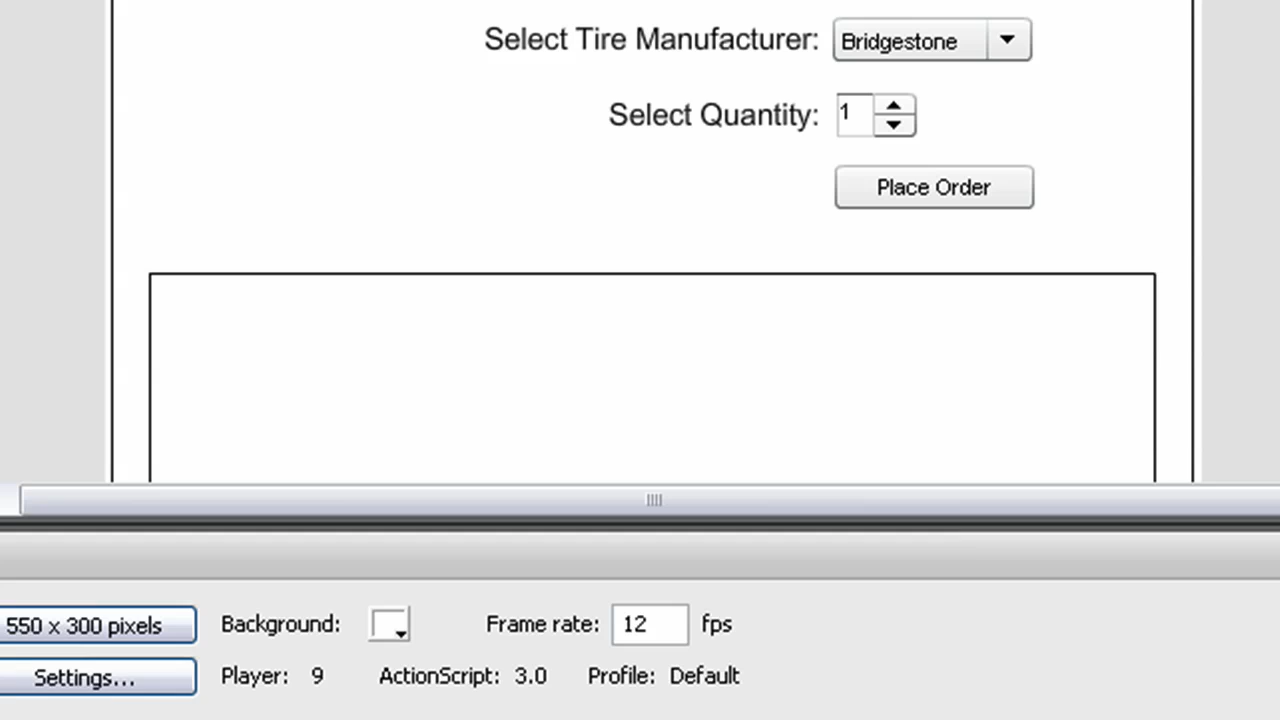 Select Tire Manufacturer: Bridgestone
Select Quantity: 1
Place Order
550 x 300 pixels Background: Frame rate: 12 fps
Settings... Player: 9 ActionScript: 3.0 Profile: Default